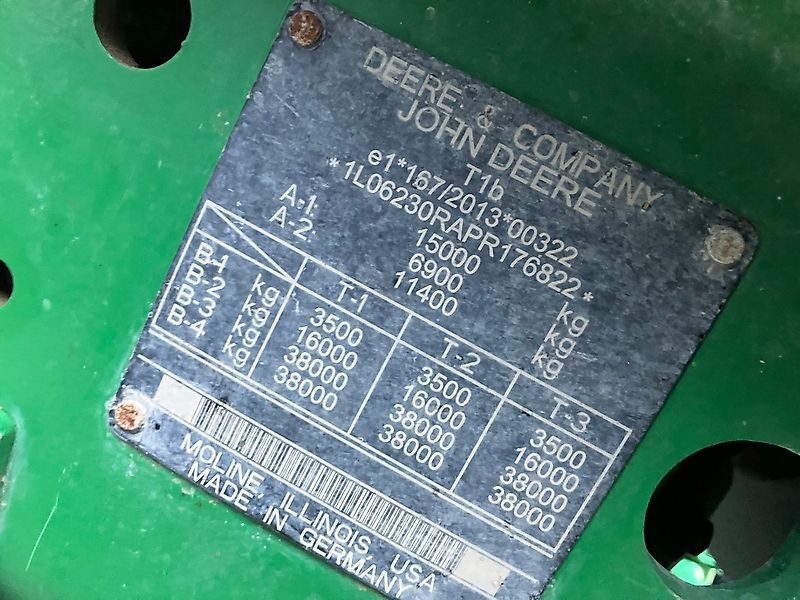 DEERE & COMPANY
JOHN DEERE
T1b
e1*167/2013*00322
*1L06230RAPR176822*
15000 kg
A-1: 6900 kg
A-2: 11400 kg
T-1 T-2 T-3
B-1 kg 3500 3500 3500
B-2 kg 16000 16000 16000
B-3 kg 38000 38000 38000
B-4 kg 38000 38000 38000
MOLINE, ILLINOIS, USA
MADE IN GERMANY